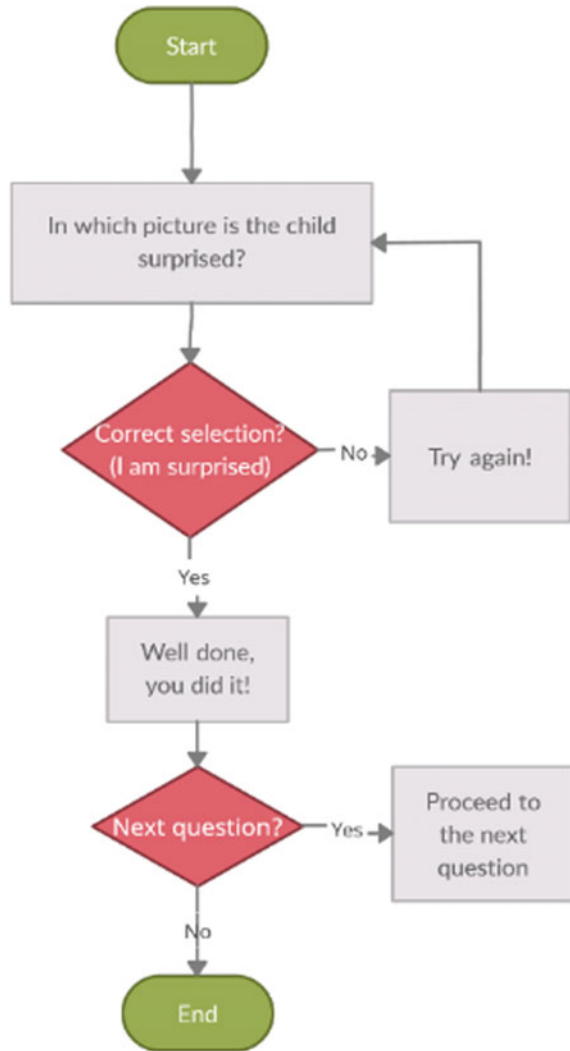 Start
In which picture is the child
surprised?
Correct selection?
(I am surprised)
No
Try again!
Yes
Well done,
you did it!
Next question?
Yes
Proceed to
the next
question
No
End